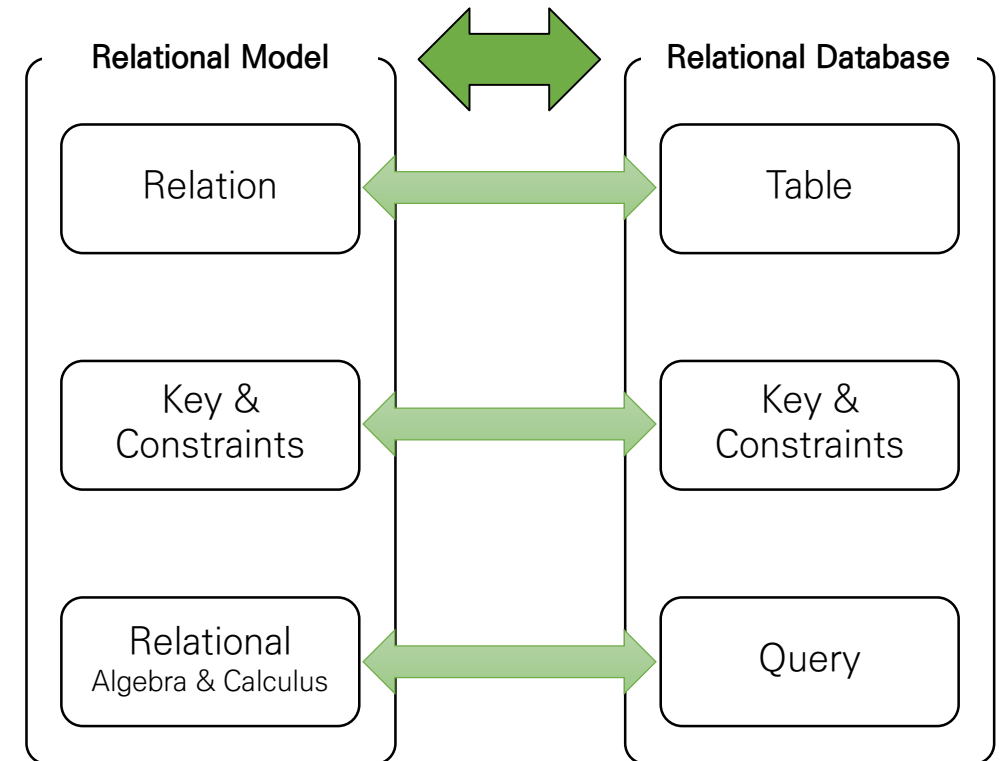 Relational Model
Relational Database
Relation
Table
Key &
Constraints
Key &
Constraints
Relational
Algebra & Calculus
Query